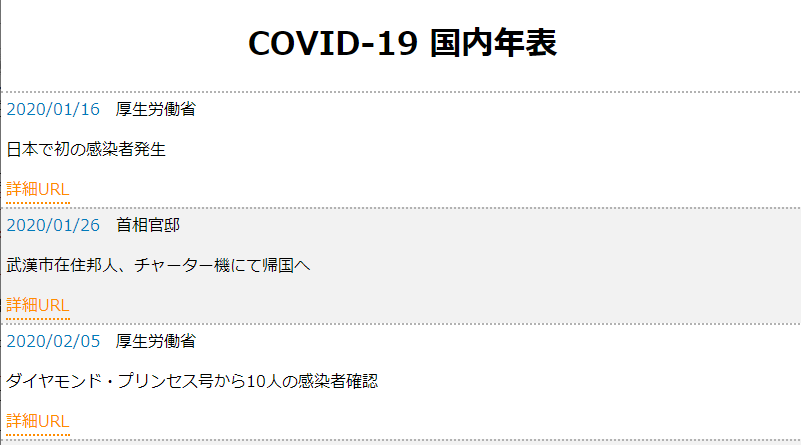 COVID-19 国内年表
2020/01/16　厚生労働省
日本で初の感染者発生
詳細URL
2020/01/26　首相官邸
武漢市在住邦人、チャーター機にて帰国へ
詳細URL
2020/02/05　厚生労働省
ダイヤモンド・プリンセス号から10人の感染者確認
詳細URL